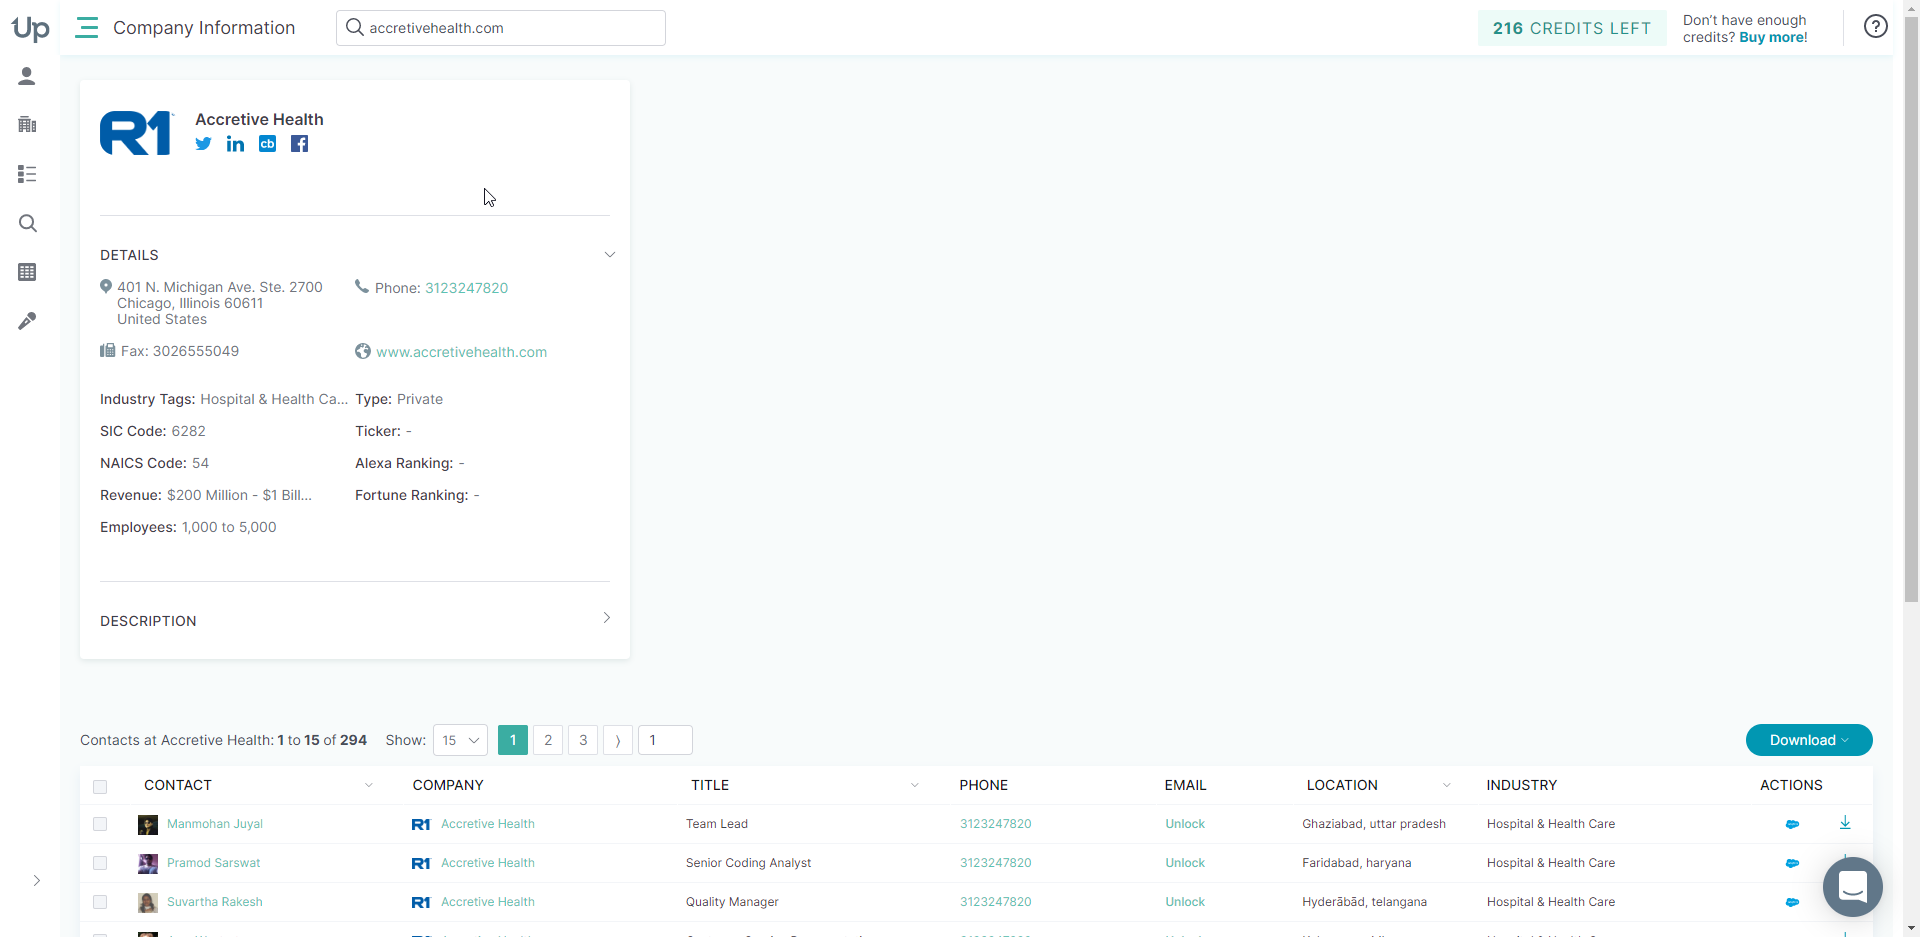 Up
Company Information
accretivehealth.com
216 CREDITS LEFT
Don't have enough
credits? Buy more!
?
R1
Accretive Health
in
cb
f
DETAILS
401 N. Michigan Ave. Ste. 2700
Chicago, Illinois 60611
United States
Phone: 3123247820
Fax: 3026555049
www.accretivehealth.com
Industry Tags: Hospital & Health Ca... Type: Private
SIC Code: 6282 Ticker: -
NAICS Code: 54 Alexa Ranking: -
Revenue: $200 Million - $1 Bill... Fortune Ranking: -
Employees: 1,000 to 5,000
DESCRIPTION
Contacts at Accretive Health: 1 to 15 of 294 Show: 15 1 2 3 ⟩ 1 Download
CONTACT COMPANY TITLE PHONE EMAIL LOCATION INDUSTRY ACTIONS
Manmohan Juyal R1 Accretive Health Team Lead 3123247820 Unlock Ghaziabad, uttar pradesh Hospital & Health Care
Pramod Sarswat R1 Accretive Health Senior Coding Analyst 3123247820 Unlock Faridabad, haryana Hospital & Health Care
Suvartha Rakesh R1 Accretive Health Quality Manager 3123247820 Unlock Hyderābād, telangana Hospital & Health Care